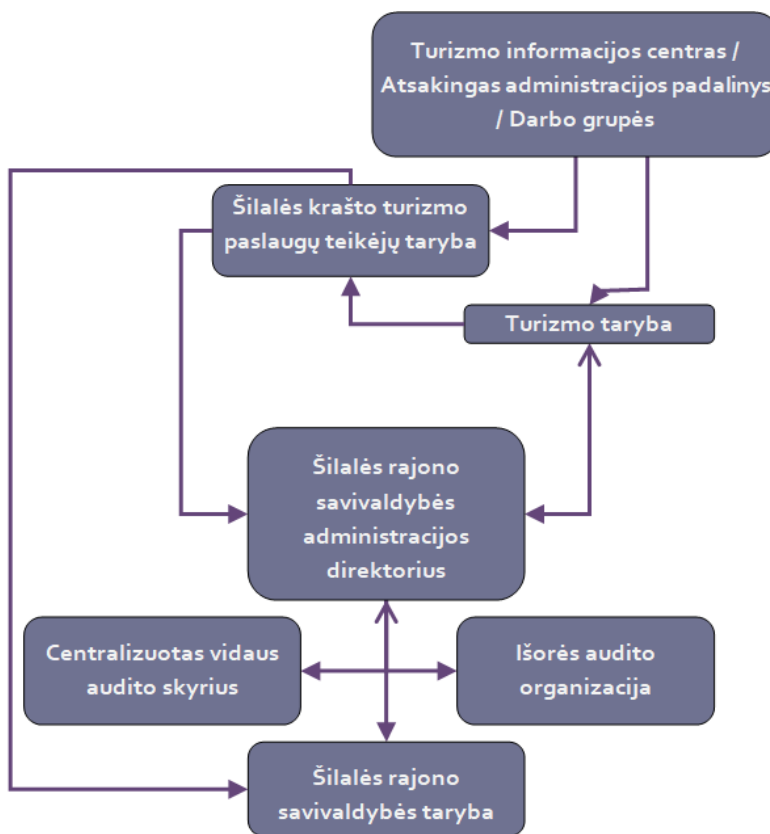 Turizmo informacijos centras /
Atsakingas administracijos padalinys
/ Darbo grupės
Šilalės krašto turizmo
paslaugų teikėjų taryba
Turizmo taryba
Šilalės rajono
savivaldybės
administracijos
direktorius
Centralizuotas vidaus
audito skyrius
Išorės audito
organizacija
Šilalės rajono
savivaldybės taryba